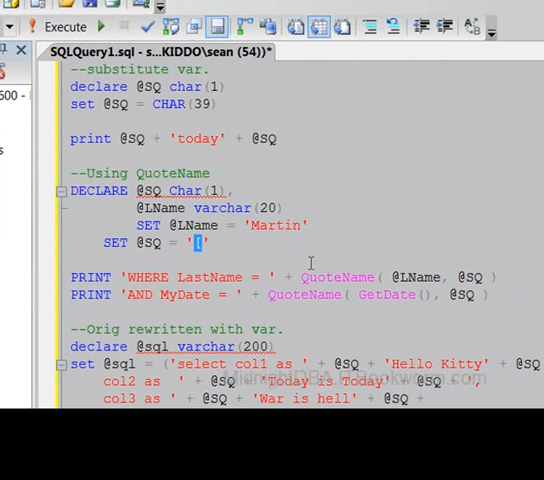 Execute
SQLQuery1.sql - s...KIDDO\sean (54))*
600 -
--substitute var.
declare @SQ char(1)
set @SQ = CHAR(39)
print @SQ + 'today' + @SQ
--Using QuoteName
DECLARE @SQ Char(1),
@LName varchar(20)
SET @LName = 'Martin'
SET @SQ = '['
PRINT 'WHERE LastName = ' + QuoteName( @LName, @SQ )
PRINT 'AND MyDate = ' + QuoteName( GetDate(), @SQ )
--Orig rewritten with var.
declare @sql varchar(200)
set @sql = ('select col1 as ' + @SQ + 'Hello Kitty' + @SQ
col2 as ' + @SQ + 'Today is Today' + @SQ + ',
MidnightDBA.ITBookworm.com
col3 as ' + @SQ + 'War is hell' + @SQ +